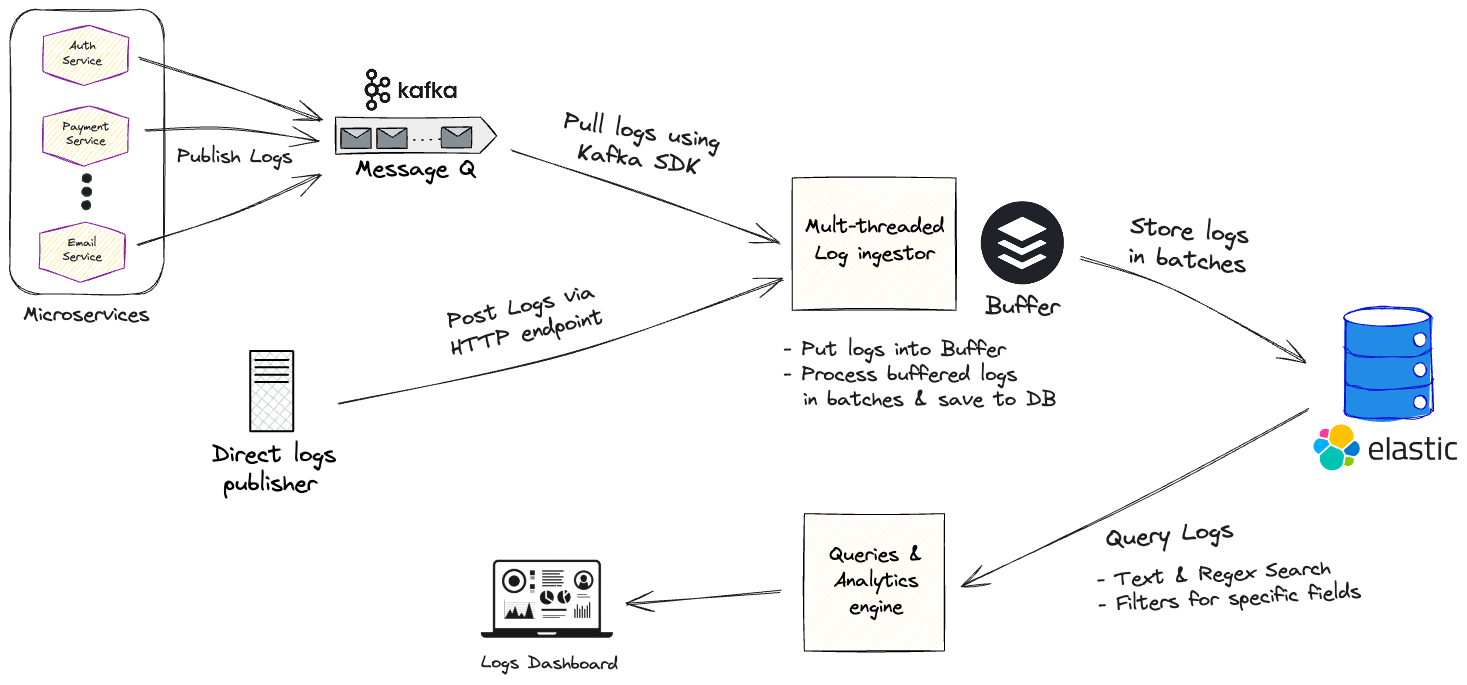 Auth
Service
Payment
Service
Email
Service
Microservices
Publish Logs
kafka
Message Q
Pull logs using
Kafka SDK
Direct logs
publisher
Post Logs via
HTTP endpoint
Mult-threaded
Log ingestor
Buffer
- Put logs into Buffer
- Process buffered logs
in batches & save to DB
Store logs
in batches
elastic
Query Logs
- Text & Regex Search
- Filters for specific fields
Queries &
Analytics
engine
Logs Dashboard